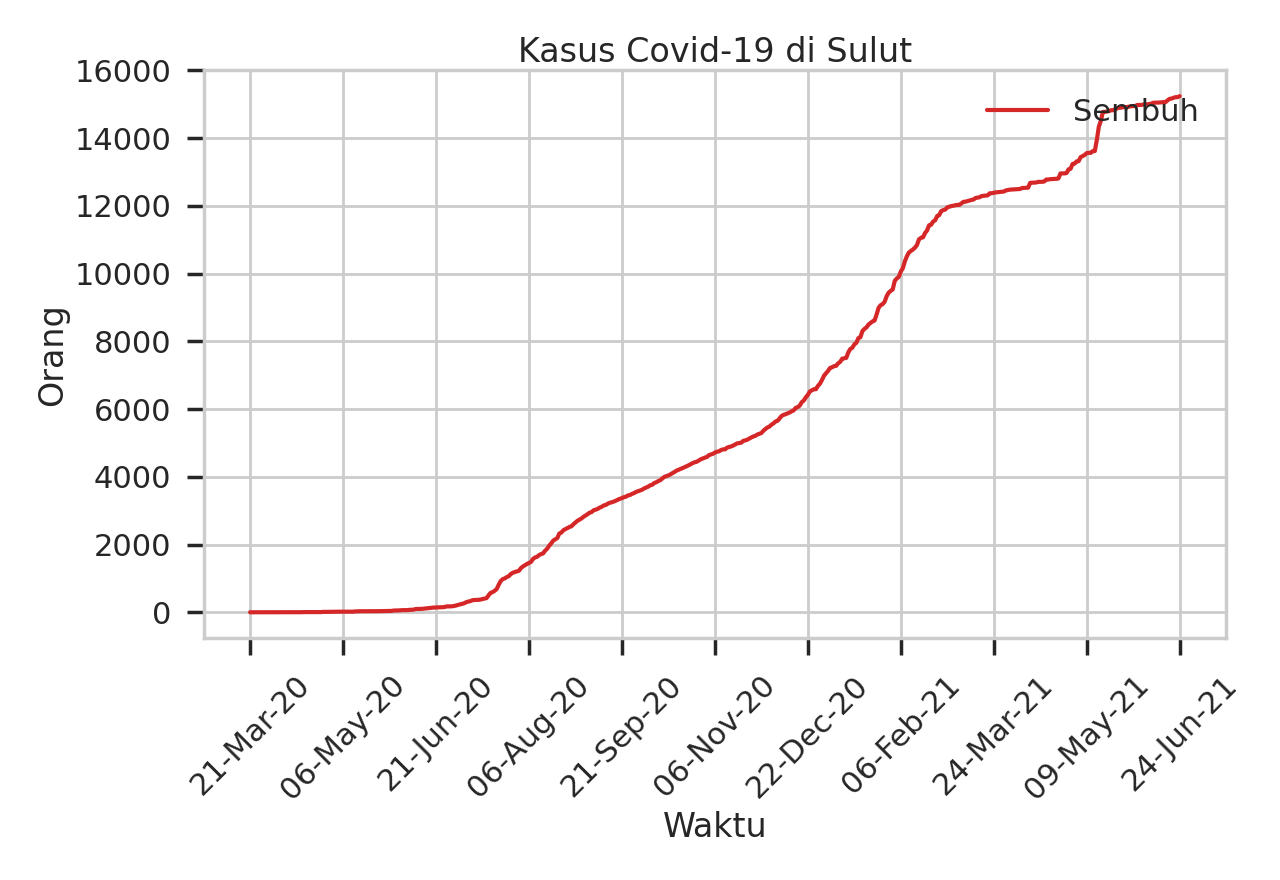 Kasus Covid-19 di Sulut
16000
14000
12000
10000
8000
6000
4000
2000
0
Orang
Sembuh
21-Mar-20
06-May-20
21-Jun-20
06-Aug-20
21-Sep-20
06-Nov-20
22-Dec-20
06-Feb-21
24-Mar-21
09-May-21
24-Jun-21
Waktu